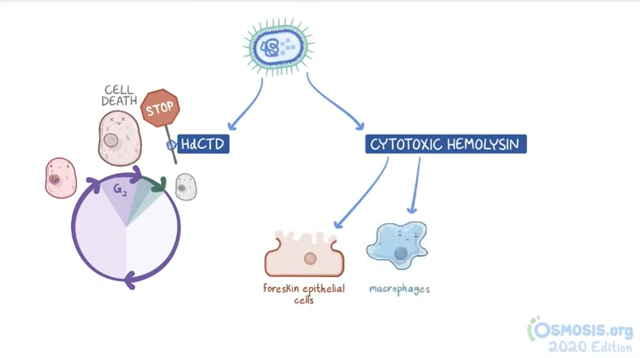 CELL
DEATH
STOP
HdCTD
CYTOTOXIC HEMOLYSIN
G2
foreskin epithelial
cells
macrophages
OSMOSIS.org
2020 Edition